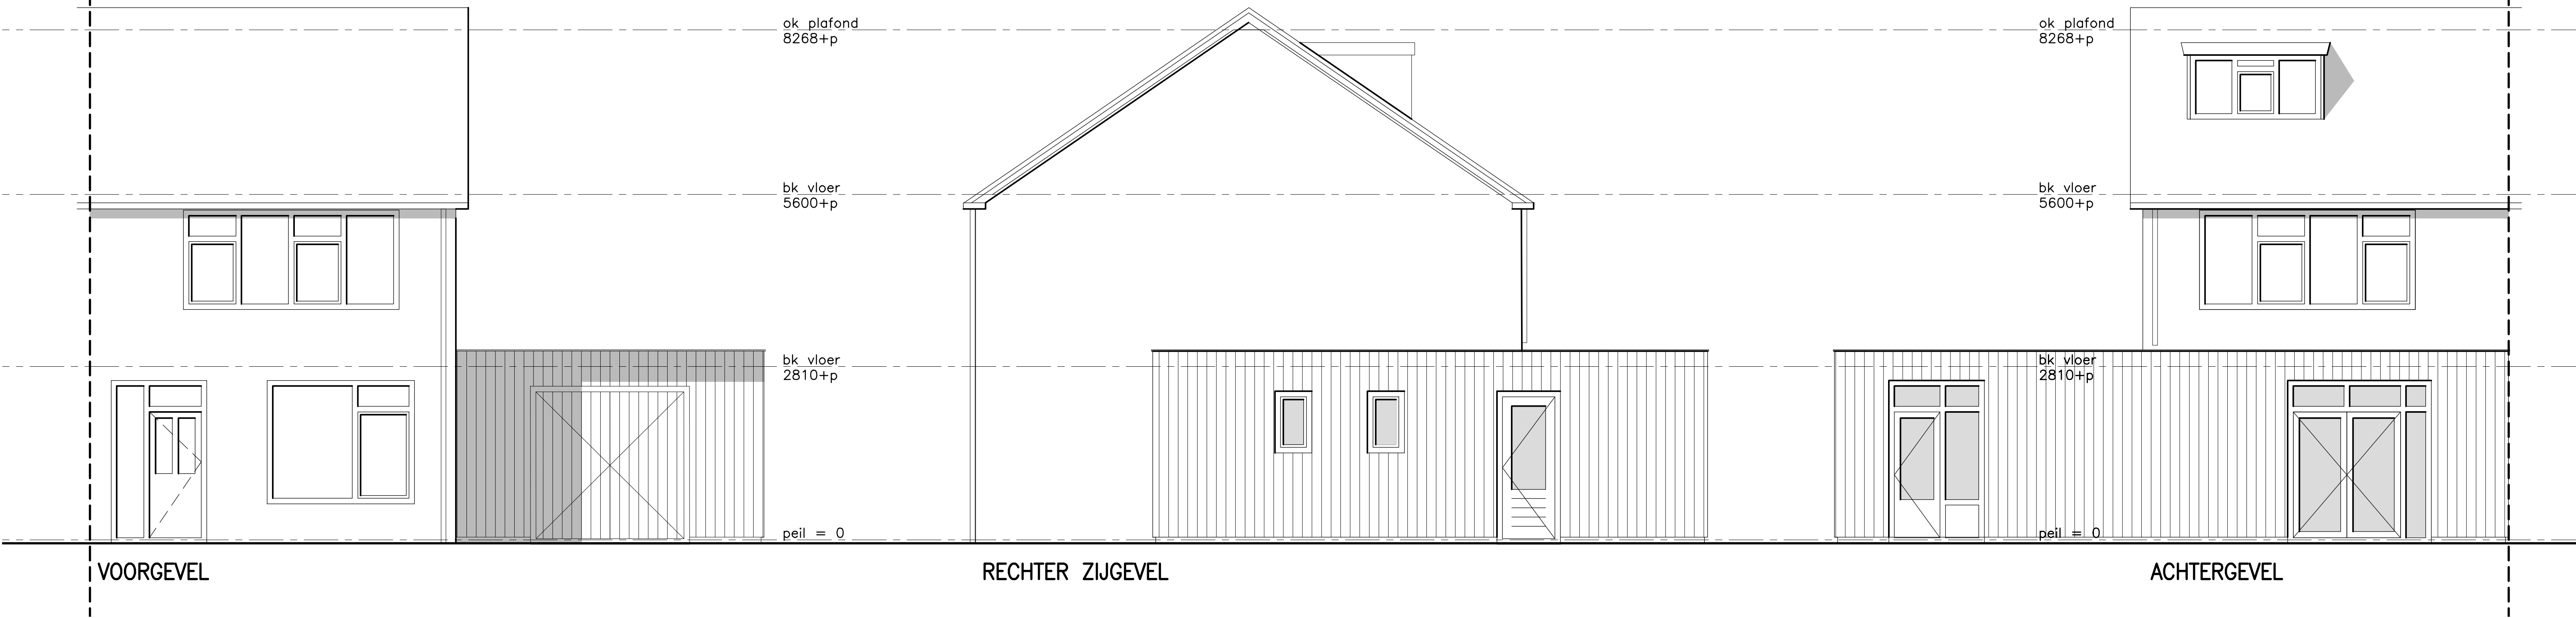 ok plafond
8268+p
bk vloer
5600+p
bk vloer
2810+p
peil = 0
ok plafond
8268+p
bk vloer
5600+p
bk vloer
2810+p
peil = 0
VOORGEVEL
RECHTER ZIJGEVEL
ACHTERGEVEL